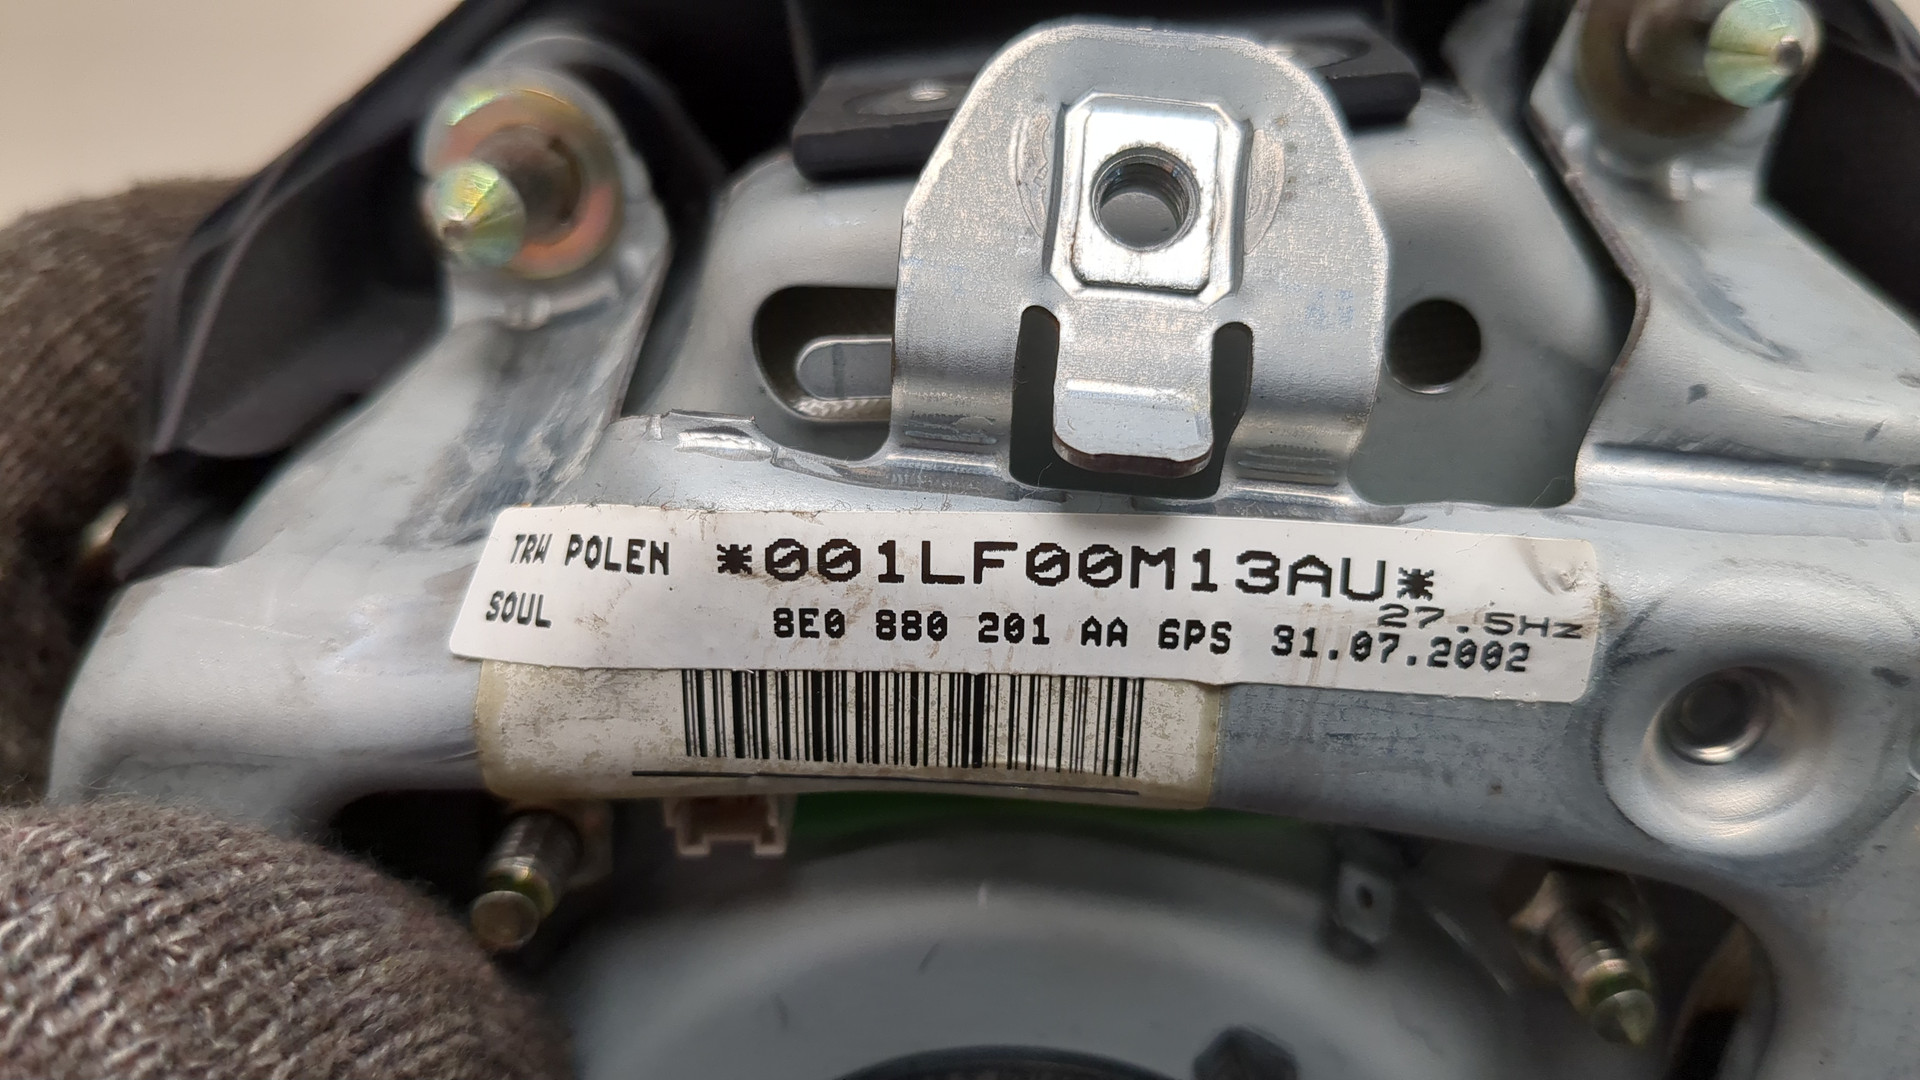 TRW POLEN *001LF00M13AU*
27.5Hz
SOUL 8E0 880 201 AA 6PS 31.07.2002